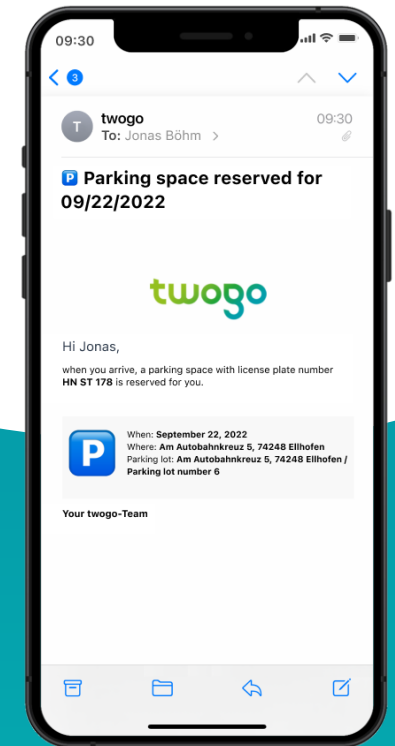 09:30
3
T
twogo
09:30
To: Jonas Böhm >
P Parking space reserved for
09/22/2022
twogo
Hi Jonas,
when you arrive, a parking space with license plate number
HN ST 178 is reserved for you.
P
When: September 22, 2022
Where: Am Autobahnkreuz 5, 74248 Ellhofen
Parking lot: Am Autobahnkreuz 5, 74248 Ellhofen /
Parking lot number 6
Your twogo-Team